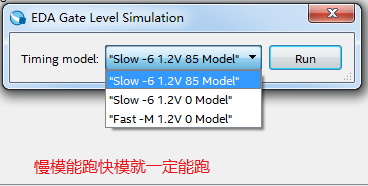 EDA Gate Level Simulation
Timing model: "Slow -6 1.2V 85 Model" Run
"Slow -6 1.2V 85 Model"
"Slow -6 1.2V 0 Model"
"Fast -M 1.2V 0 Model"
慢模能跑快模就一定能跑